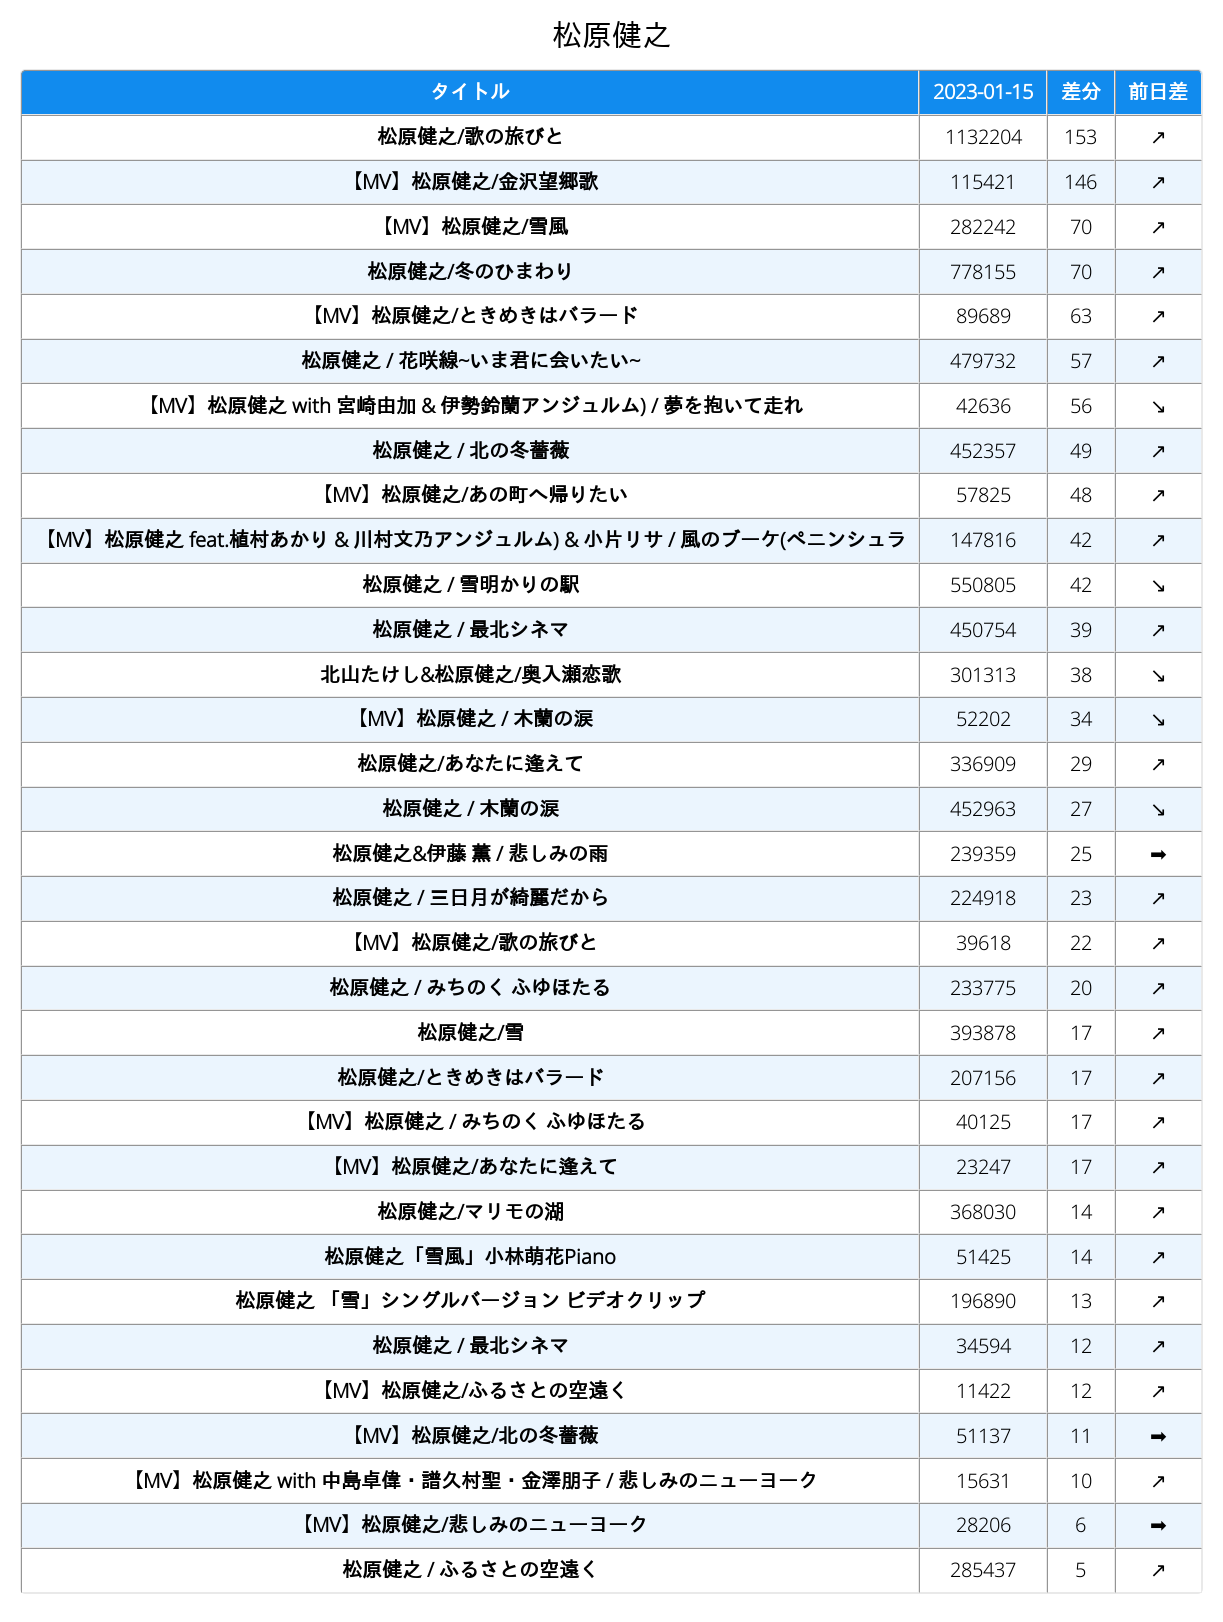 松原健之
タイトル 2023-01-15 差分 前日差
松原健之/歌の旅びと 1132204 153 ↗
【MV】松原健之/金沢望郷歌 115421 146 ↗
【MV】松原健之/雪風 282242 70 ↗
松原健之/冬のひまわり 778155 70 ↗
【MV】松原健之/ときめきはバラード 89689 63 ↗
松原健之 / 花咲線~いま君に会いたい~ 479732 57 ↗
【MV】松原健之 with 宮崎由加 & 伊勢鈴蘭アンジュルム) / 夢を抱いて走れ 42636 56 ↘
松原健之 / 北の冬薔薇 452357 49 ↗
【MV】松原健之/あの町へ帰りたい 57825 48 ↗
【MV】松原健之 feat.植村あかり & 川村文乃アンジュルム) & 小片リサ / 風のブーケ(ペニンシュラ 147816 42 ↗
松原健之 / 雪明かりの駅 550805 42 ↘
松原健之 / 最北シネマ 450754 39 ↗
北山たけし&松原健之/奥入瀬恋歌 301313 38 ↘
【MV】松原健之 / 木蘭の涙 52202 34 ↘
松原健之/あなたに逢えて 336909 29 ↗
松原健之 / 木蘭の涙 452963 27 ↘
松原健之&伊藤 薫 / 悲しみの雨 239359 25 ➡
松原健之 / 三日月が綺麗だから 224918 23 ↗
【MV】松原健之/歌の旅びと 39618 22 ↗
松原健之 / みちのく ふゆほたる 233775 20 ↗
松原健之/雪 393878 17 ↗
松原健之/ときめきはバラード 207156 17 ↗
【MV】松原健之 / みちのく ふゆほたる 40125 17 ↗
【MV】松原健之/あなたに逢えて 23247 17 ↗
松原健之/マリモの湖 368030 14 ↗
松原健之「雪風」小林萌花Piano 51425 14 ↗
松原健之 「雪」シングルバージョン ビデオクリップ 196890 13 ↗
松原健之 / 最北シネマ 34594 12 ↗
【MV】松原健之/ふるさとの空遠く 11422 12 ↗
【MV】松原健之/北の冬薔薇 51137 11 ➡
【MV】松原健之 with 中島卓偉・譜久村聖・金澤朋子 / 悲しみのニューヨーク 15631 10 ↗
【MV】松原健之/悲しみのニューヨーク 28206 6 ➡
松原健之 / ふるさとの空遠く 285437 5 ↗